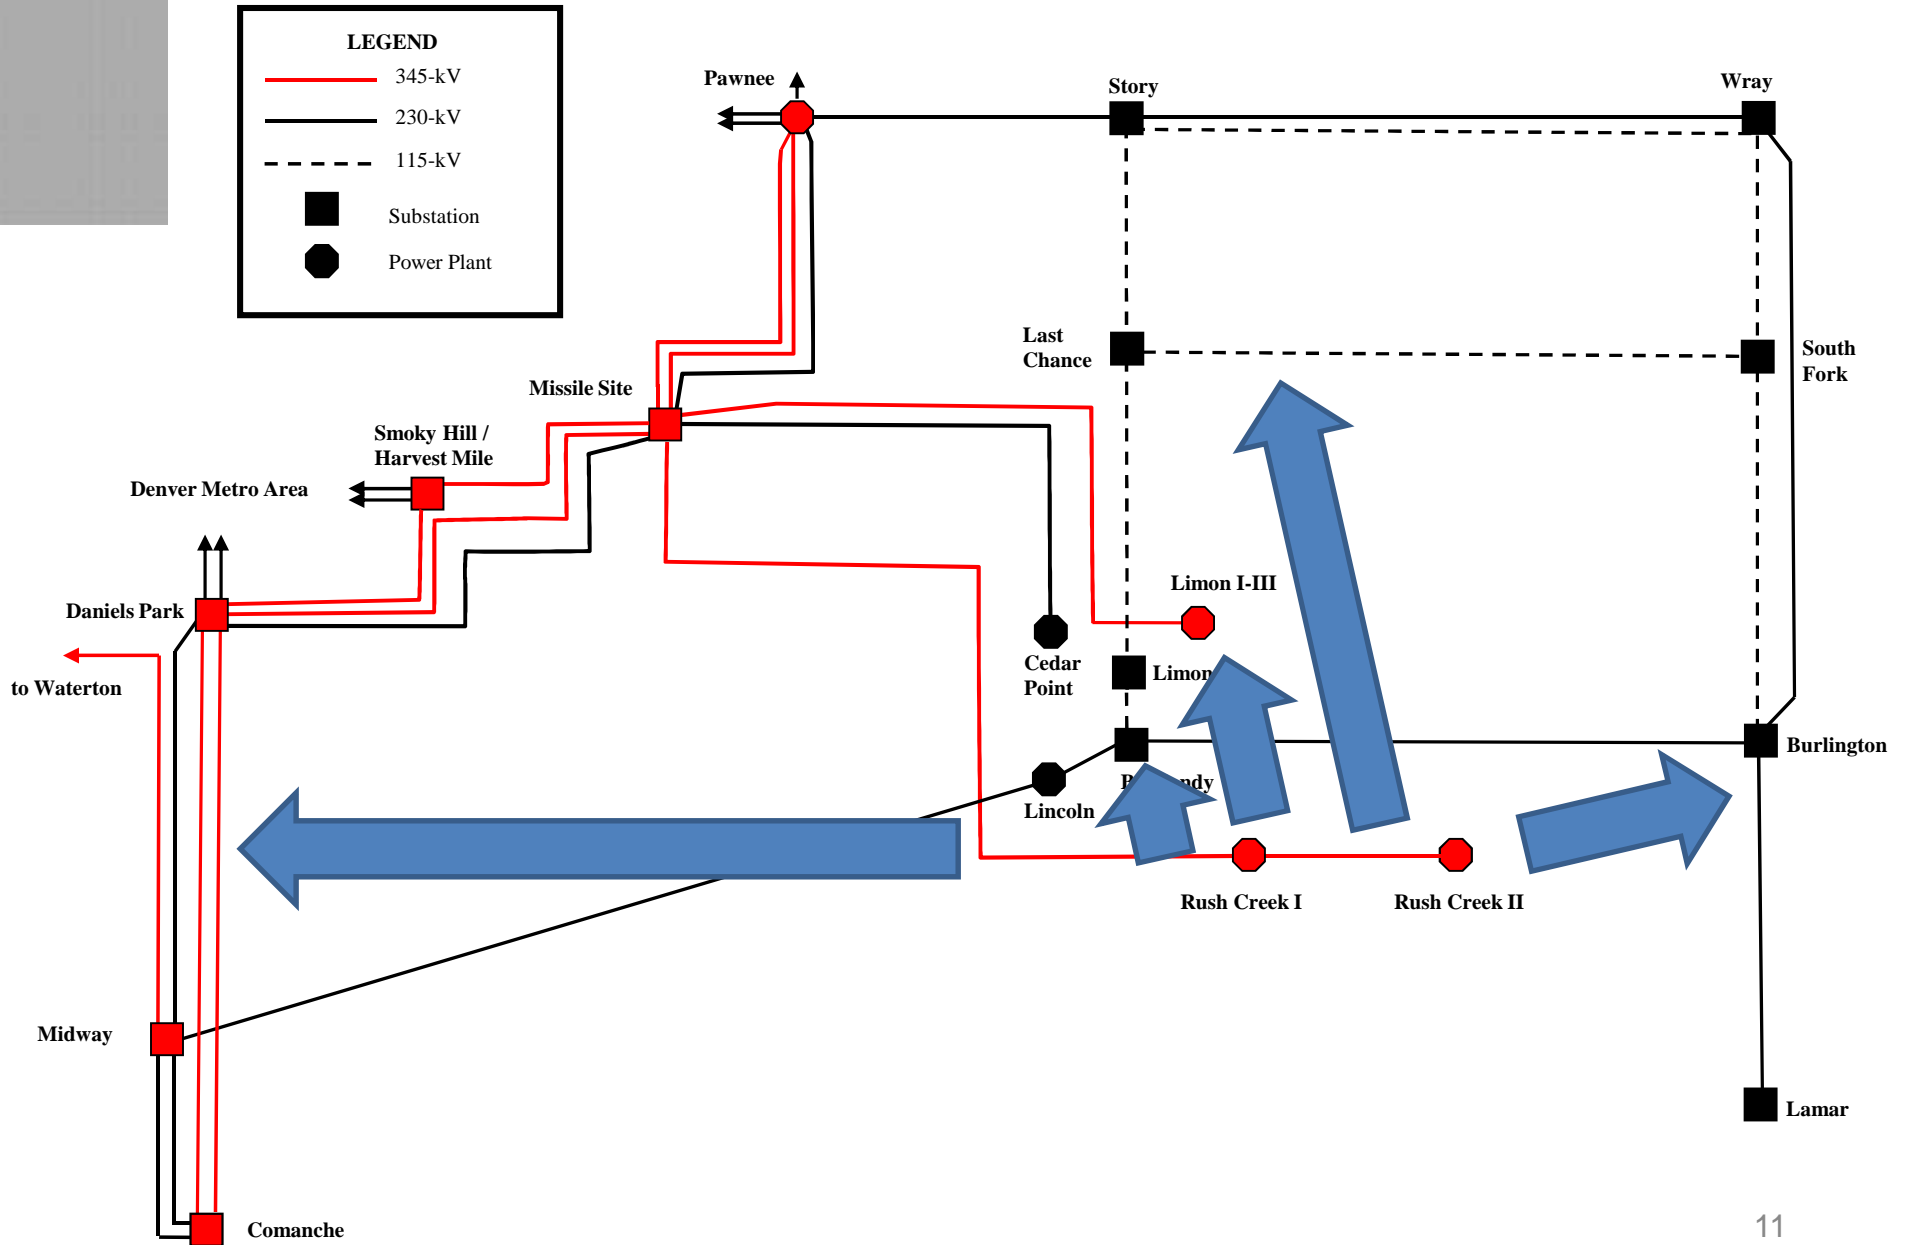 LEGEND
345-kV
230-kV
115-kV
Substation
Power Plant
Pawnee
Story
Wray
Last
Chance
South
Fork
Missile Site
Smoky Hill /
Harvest Mile
Denver Metro Area
Limon I-III
Daniels Park
Cedar
Point
Limon
to Waterton
Burlington
Lincoln
Rush Creek I
Rush Creek II
Midway
Lamar
Comanche
11